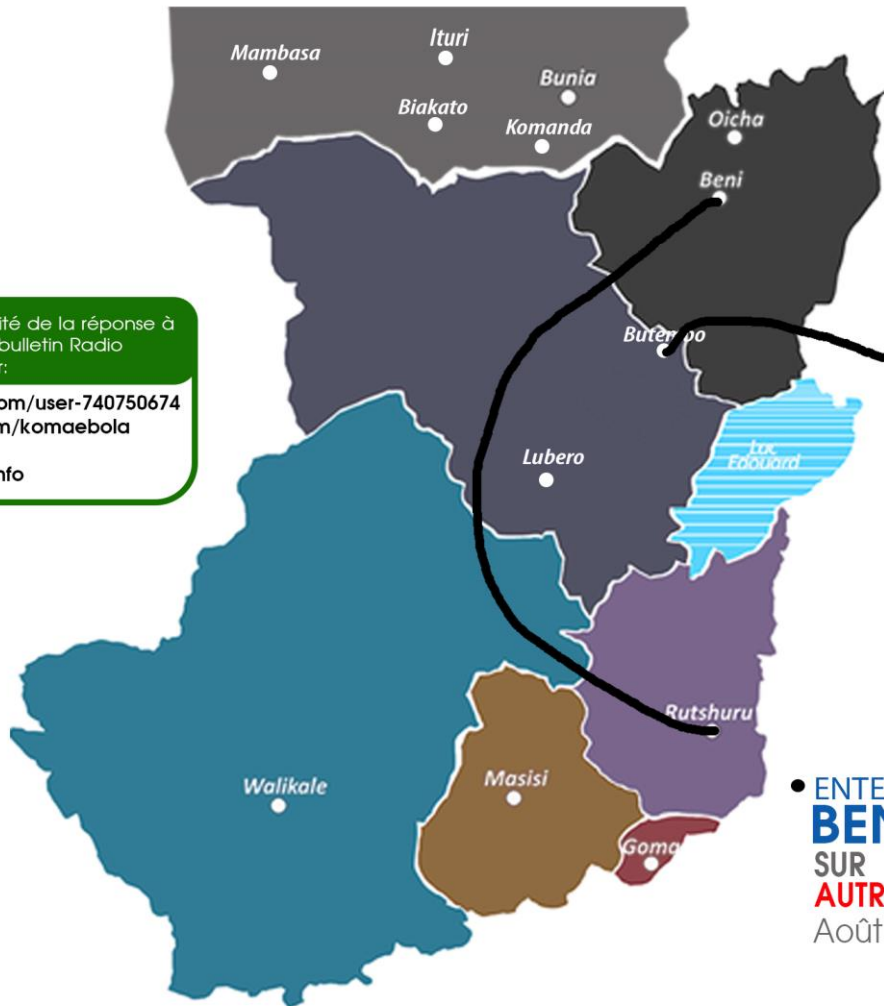 Mambasa
Ituri
Bunia
Biakato
Komanda
Oicha
Beni
ité de la réponse à
bulletin Radio
r:
om/user-740750674
m/komaebola
nfo
Butembo
Lubero
Lac
Edouard
Rutshuru
Walikale
Masisi
Goma
• ENTE
BEN
SUR
AUTR
Août